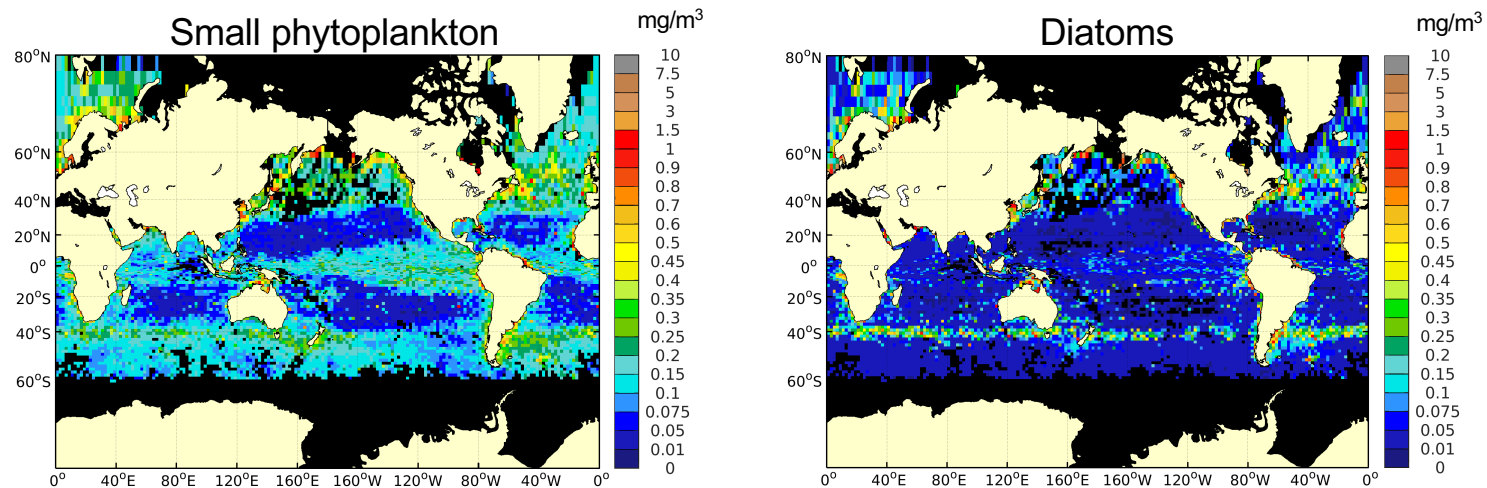 Small phytoplankton
mg/m³
80°N
60°N
40°N
20°N
0°
20°S
40°S
60°S
0°
40°E
80°E
120°E
160°E
160°W
120°W
80°W
40°W
0°
10
7.5
5
3
1.5
1
0.9
0.8
0.7
0.6
0.55
0.45
0.4
0.35
0.3
0.25
0.2
0.15
0.1
0.075
0.05
0.01
0
Diatoms
mg/m³
80°N
60°N
40°N
20°N
0°
20°S
40°S
60°S
0°
40°E
80°E
120°E
160°E
160°W
120°W
80°W
40°W
0°
10
7.5
5
3
1.5
1
0.9
0.8
0.7
0.6
0.55
0.45
0.4
0.35
0.3
0.25
0.2
0.15
0.1
0.075
0.05
0.01
0